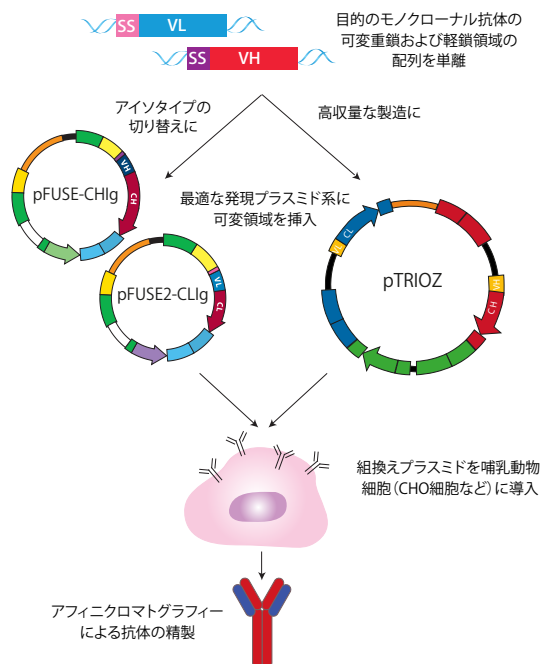 SS VL
SS VH
目的のモノクローナル抗体の
可変重鎖および軽鎖領域の
配列を単離
アイソタイプの
切り替えに
高収量な製造に
VH
CH
pFUSE-CHIg
最適な発現プラスミド系に
可変領域を挿入
VL
CL
pFUSE2-CLIg
CL
VL
pTRIOZ
VH
CH
組換えプラスミドを哺乳動物
細胞(CHO細胞など)に導入
アフィニクロマトグラフィー
による抗体の精製